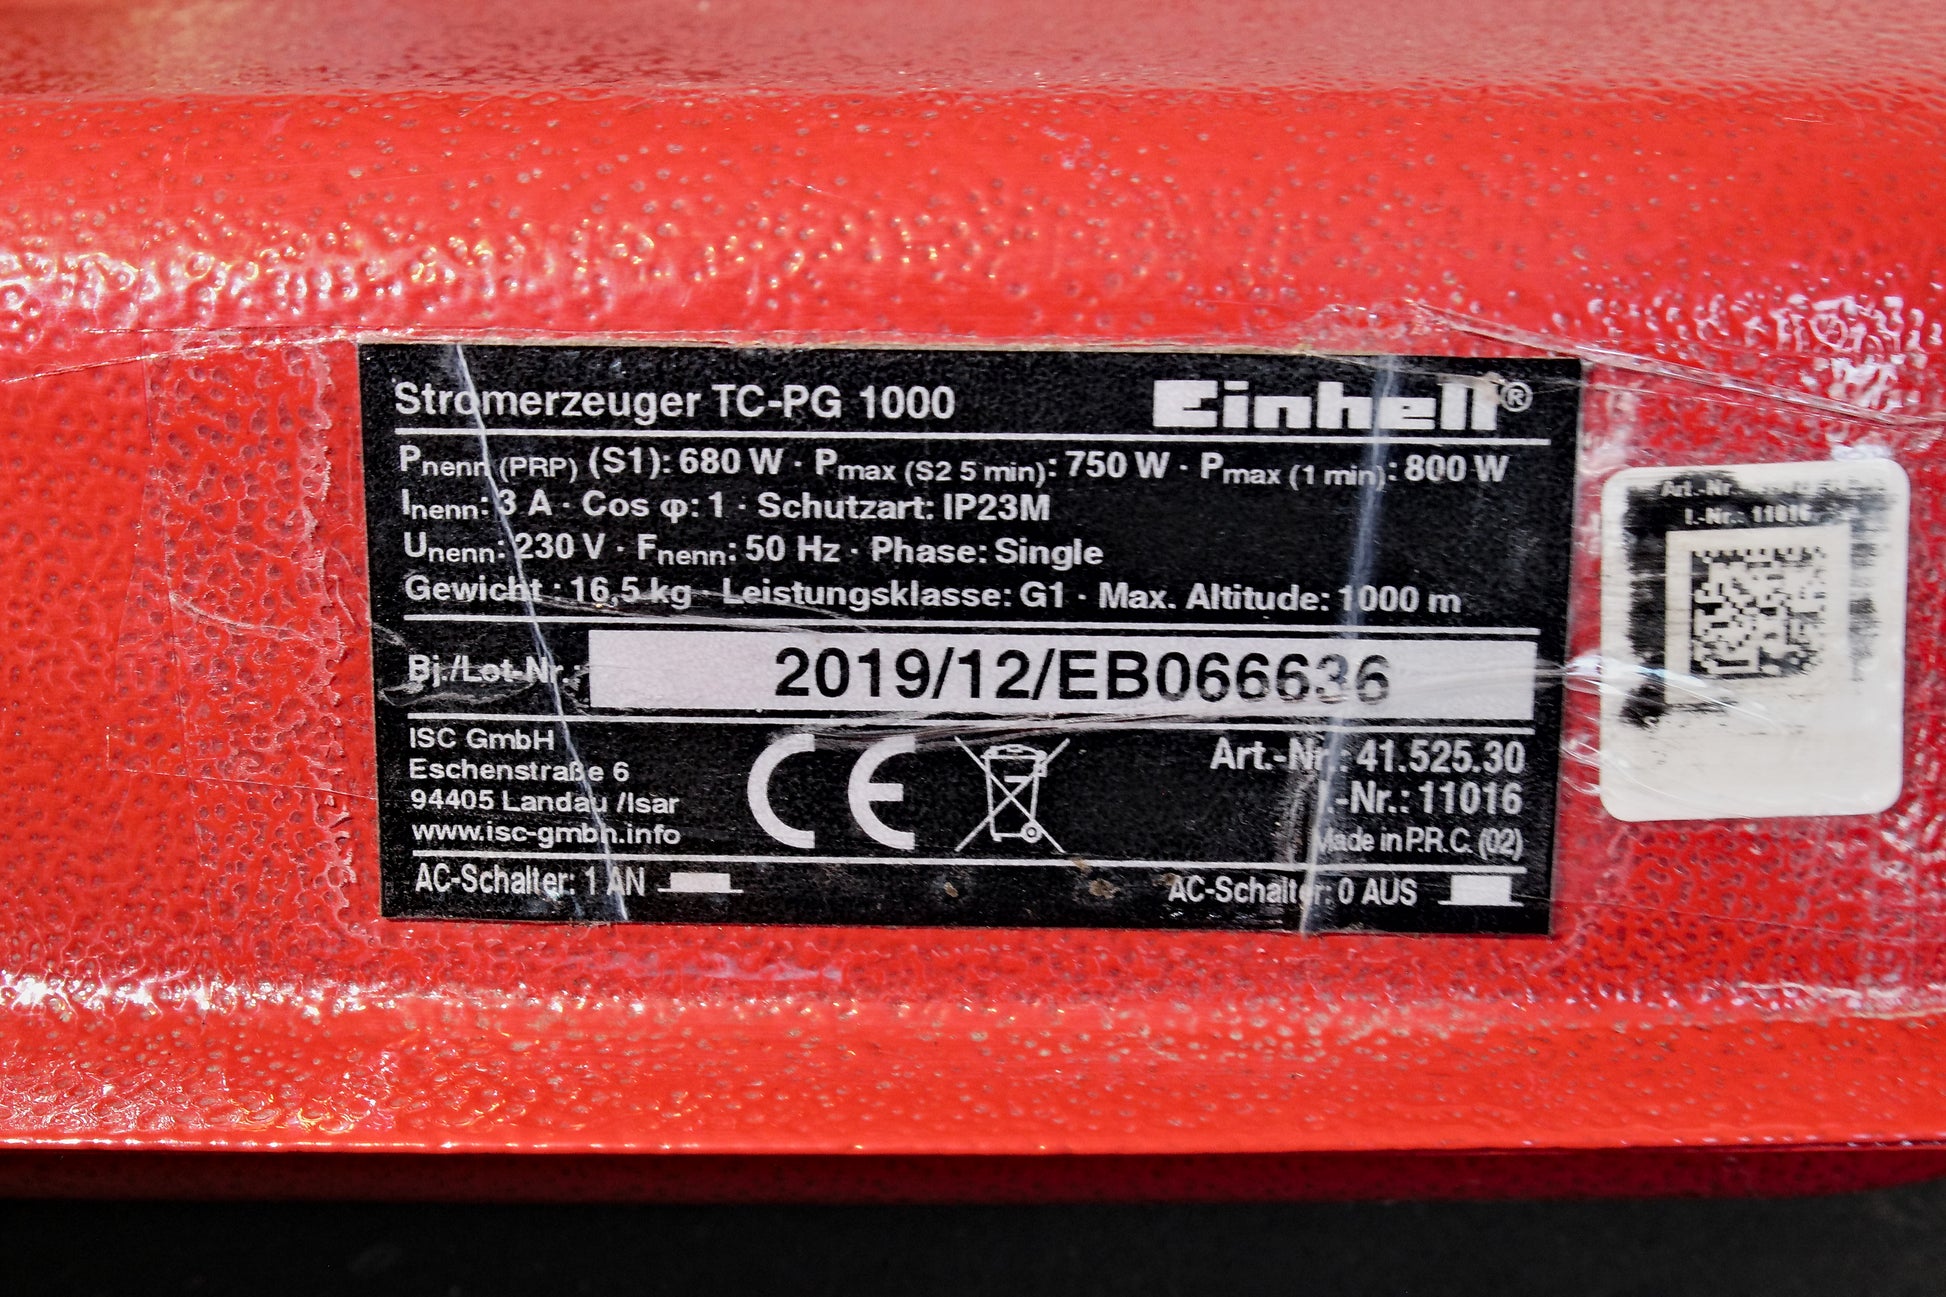 Stromerzeuger TC-PG 1000 Einhell®
Pnenn (PRP) (S1): 680 W · Pmax (S2 5 min): 750 W · Pmax (1 min): 800 W
Inenn: 3 A · Cos φ: 1 · Schutzart: IP23M
Unenn: 230 V · Fnenn: 50 Hz · Phase: Single
Gewicht : 16,5 kg · Leistungsklasse: G1 · Max. Altitude: 1000 m
Bj./Lot-Nr.: 2019/12/EB066636
ISC GmbH
Eschenstraße 6
94405 Landau /Isar
www.isc-gmbh.info
CE
Art.-Nr.: 41.525.30
I.-Nr.: 11016
Made in P.R.C. (02)
AC-Schalter: 1 AN
AC-Schalter: 0 AUS
Art.-Nr.
I.-Nr.: 11016